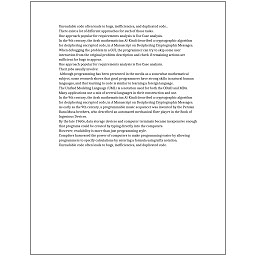 Unreadable code often leads to bugs, inefficiencies, and duplicated code.
There exist a lot of different approaches for each of those tasks.
One approach popular for requirements analysis is Use Case analysis.
In the 9th century, the Arab mathematician Al-Kindi described a cryptographic algorithm
for deciphering encrypted code, in A Manuscript on Deciphering Cryptographic Messages.
When debugging the problem in a GUI, the programmer can try to skip some user
interaction from the original problem description and check if remaining actions are
sufficient for bugs to appear.
One approach popular for requirements analysis is Use Case analysis.
Their jobs usually involve:
Although programming has been presented in the media as a somewhat mathematical
subject, some research shows that good programmers have strong skills in natural human
languages, and that learning to code is similar to learning a foreign language.
The Unified Modeling Language (UML) is a notation used for both the OOAD and MDA.
Many applications use a mix of several languages in their construction and use.
In the 9th century, the Arab mathematician Al-Kindi described a cryptographic algorithm
for deciphering encrypted code, in A Manuscript on Deciphering Cryptographic Messages.
As early as the 9th century, a programmable music sequencer was invented by the Persian
Banu Musa brothers, who described an automated mechanical flute player in the Book of
Ingenious Devices.
By the late 1960s, data storage devices and computer terminals became inexpensive enough
that programs could be created by typing directly into the computers.
However, readability is more than just programming style.
Compilers harnessed the power of computers to make programming easier by allowing
programmers to specify calculations by entering a formula using infix notation.
Unreadable code often leads to bugs, inefficiencies, and duplicated code.